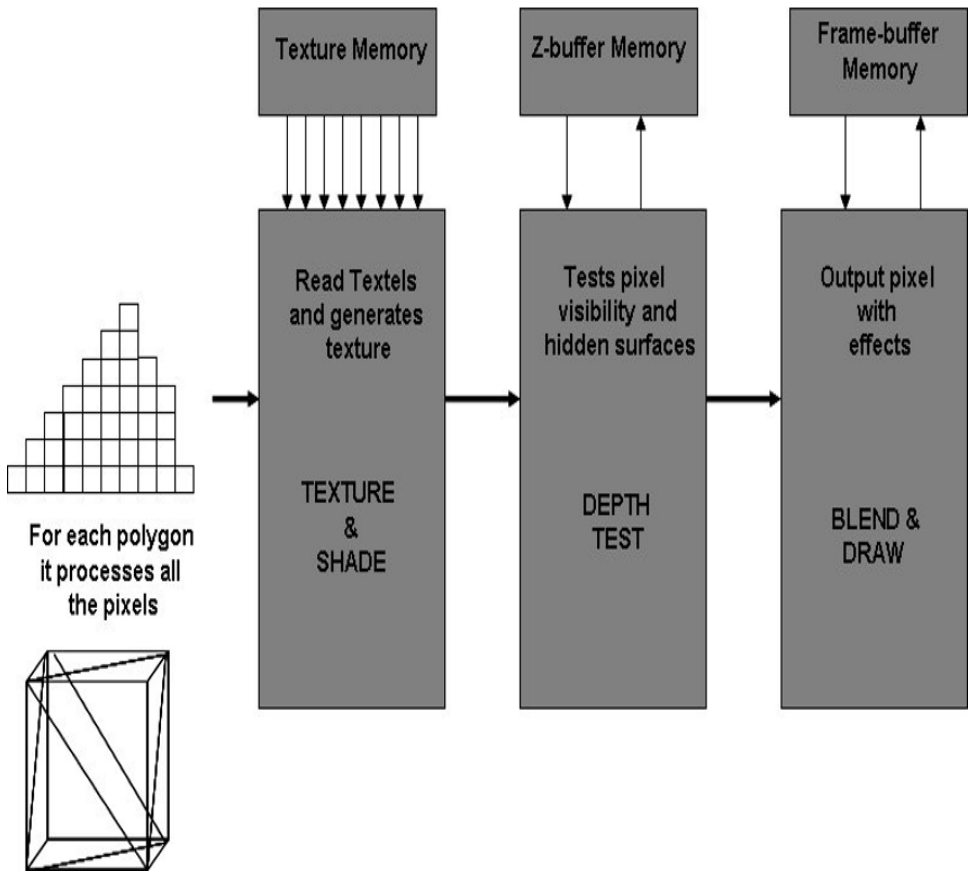 Texture Memory
Z-buffer Memory
Frame-buffer
Memory
Read Textels
and generates
texture
Tests pixel
visibility and
hidden surfaces
Output pixel
with
effects
TEXTURE
&
SHADE
DEPTH
TEST
BLEND &
DRAW
For each polygon
it processes all
the pixels